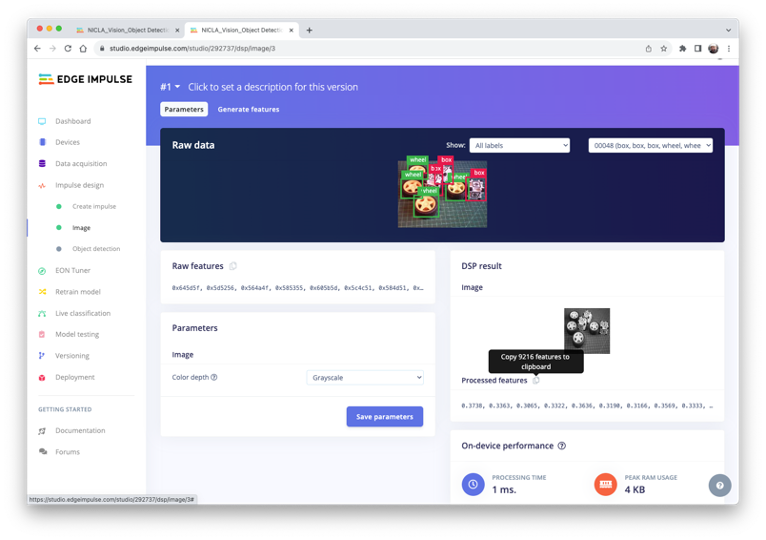 NICLA_Vision_Object Detecti
NICLA_Vision_Object Detecti
studio.edgeimpulse.com/studio/292737/dsp/image/3
EDGE IMPULSE
#1 Click to set a description for this version
Parameters Generate features
Dashboard
Devices
Data acquisition
Impulse design
Create impulse
Image
Object detection
EON Tuner
Retrain model
Live classification
Model testing
Versioning
Deployment
GETTING STARTED
Documentation
Forums
https://studio.edgeimpulse.com/studio/292737/dsp/image/3#
Raw data
Show: All labels
00048 (box, box, box, wheel, whee
wheel
box
box
wheel
wheel
box
wheel
Raw features
0x645d5f, 0x5d5256, 0x564a4f, 0x585355, 0x605b5d, 0x5c4c51, 0x584d51, 0x…
Parameters
Image
Color depth
Grayscale
Save parameters
DSP result
Image
Copy 9216 features to
clipboard
Processed features
0.3738, 0.3363, 0.3065, 0.3322, 0.3636, 0.3190, 0.3166, 0.3569, 0.3333, …
On-device performance
PROCESSING TIME
1 ms.
PEAK RAM USAGE
4 KB